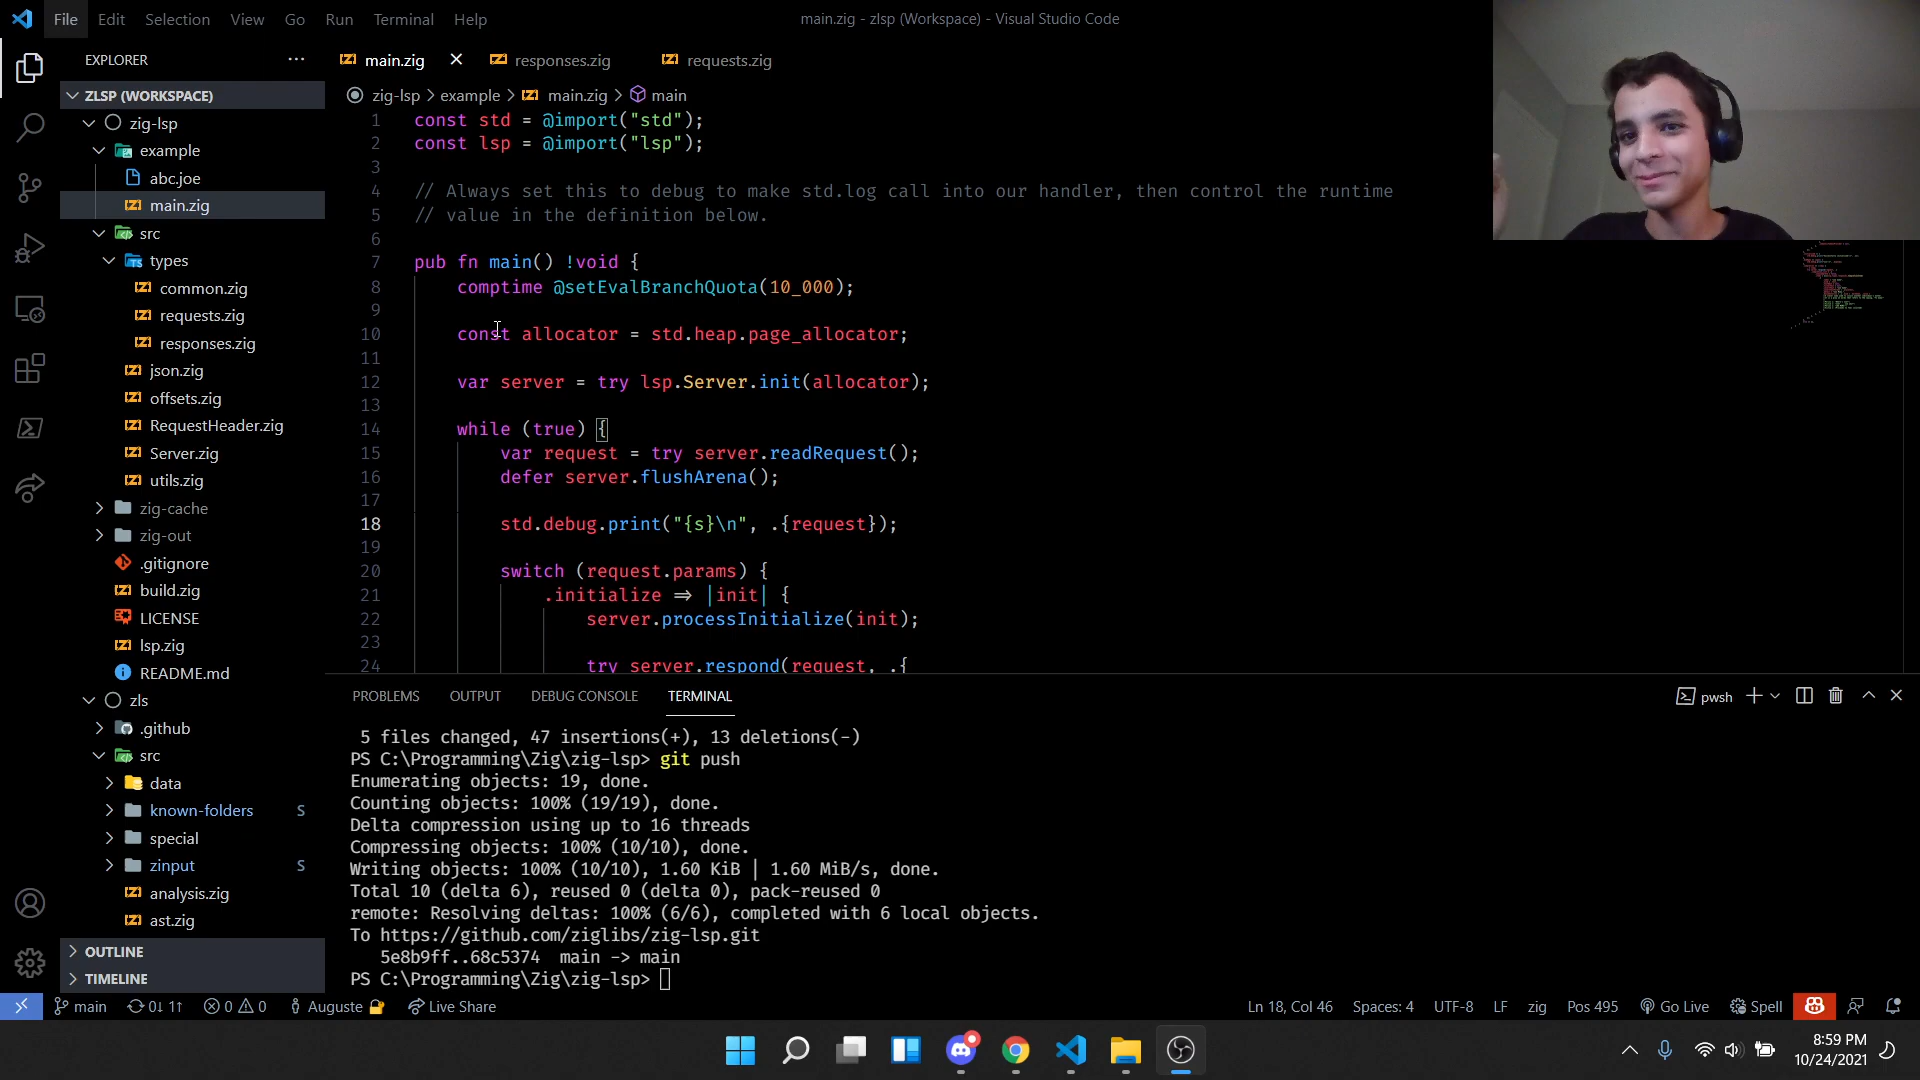 File Edit Selection View Go Run Terminal Help
main.zig - zlsp (Workspace) - Visual Studio Code
EXPLORER
ZLSP (WORKSPACE)
zig-lsp
example
abc.joe
main.zig
src
types
common.zig
requests.zig
responses.zig
json.zig
offsets.zig
RequestHeader.zig
Server.zig
utils.zig
zig-cache
zig-out
.gitignore
build.zig
LICENSE
lsp.zig
README.md
zls
.github
src
data
known-folders S
special
zinput S
analysis.zig
ast.zig
OUTLINE
TIMELINE
main.zig responses.zig requests.zig
zig-lsp > example > main.zig > main
1 const std = @import("std");
2 const lsp = @import("lsp");
3
4 // Always set this to debug to make std.log call into our handler, then control the runtime
5 // value in the definition below.
6
7 pub fn main() !void {
8 comptime @setEvalBranchQuota(10_000);
9
10 const allocator = std.heap.page_allocator;
11
12 var server = try lsp.Server.init(allocator);
13
14 while (true) {
15 var request = try server.readRequest();
16 defer server.flushArena();
17
18 std.debug.print("{s}\n", .{request});
19
20 switch (request.params) {
21 .initialize => |init| {
22 server.processInitialize(init);
23
24 try server.respond(request, .{
PROBLEMS OUTPUT DEBUG CONSOLE TERMINAL
pwsh
5 files changed, 47 insertions(+), 13 deletions(-)
PS C:\Programming\Zig\zig-lsp> git push
Enumerating objects: 19, done.
Counting objects: 100% (19/19), done.
Delta compression using up to 16 threads
Compressing objects: 100% (10/10), done.
Writing objects: 100% (10/10), 1.60 KiB | 1.60 MiB/s, done.
Total 10 (delta 6), reused 0 (delta 0), pack-reused 0
remote: Resolving deltas: 100% (6/6), completed with 6 local objects.
To https://github.com/ziglibs/zig-lsp.git
5e8b9ff..68c5374 main -> main
PS C:\Programming\Zig\zig-lsp>
main 0↓ 1↑ 0 0 Auguste Live Share
Ln 18, Col 46 Spaces: 4 UTF-8 LF zig Pos 495 Go Live Spell
8:59 PM
10/24/2021